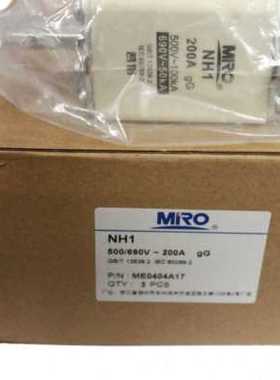 MIRO
NH1
200A gG
500V~100kA
690V~50kA
MIRO
NH1
500/690V ~ 200A gG
GB/T 13539.2 IEC 60269-2
P/N : ME0404A17
QTY : 3 PCS